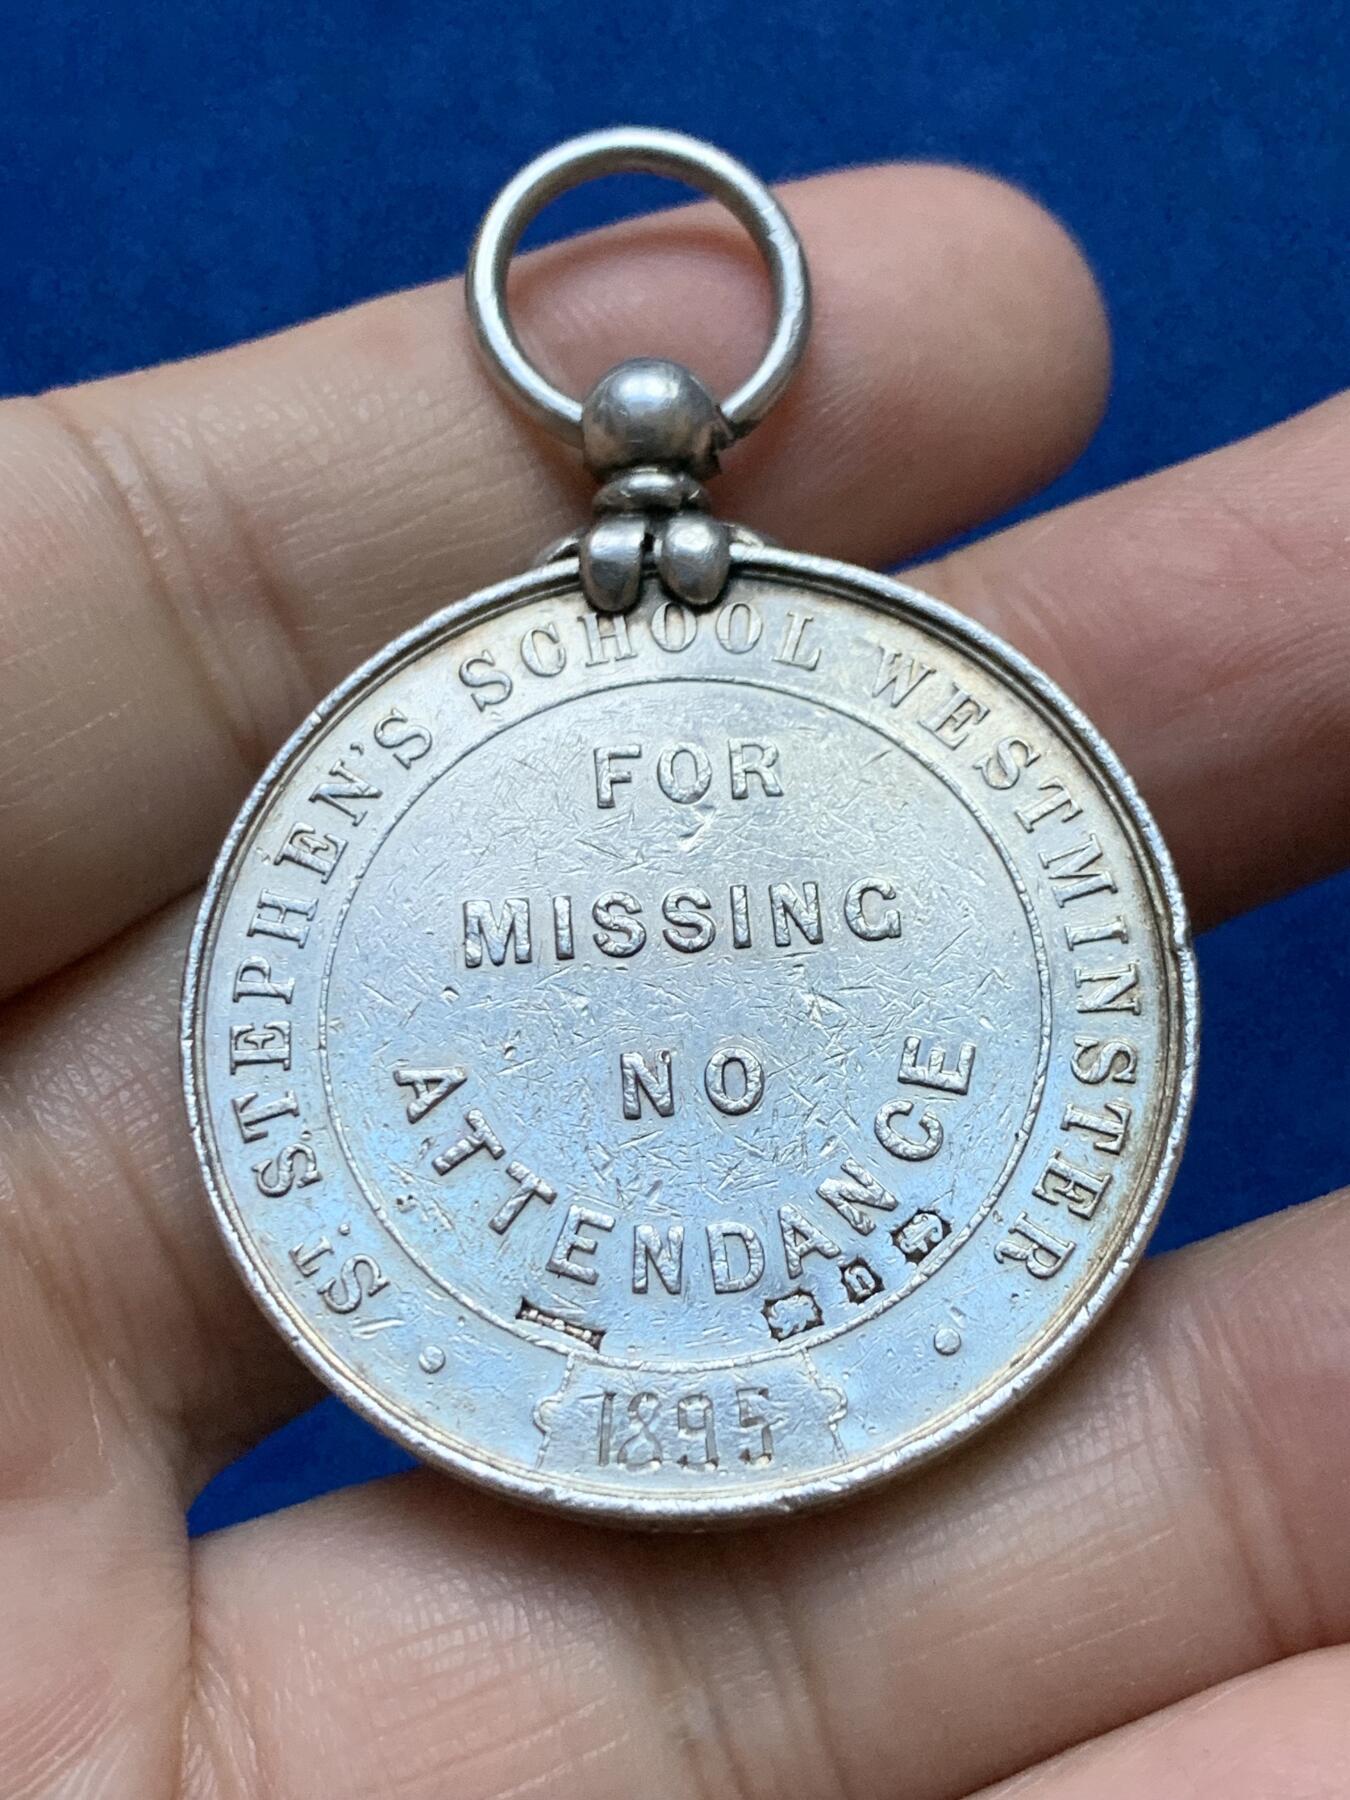 ST. STEPHEN'S SCHOOL WESTMINSTER
FOR
MISSING
NO
ATTENDANCE
1895